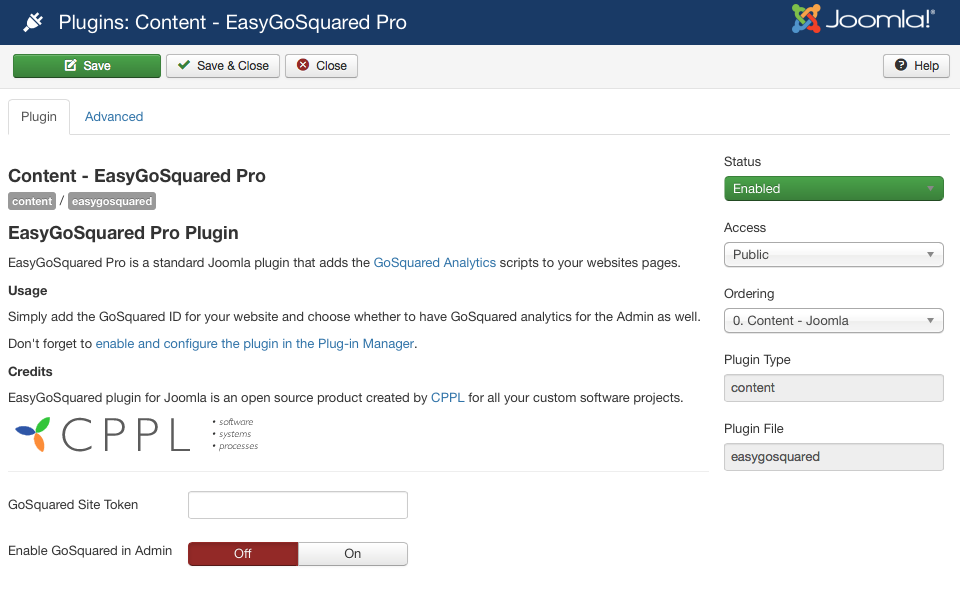 Plugins: Content - EasyGoSquared Pro
Joomla!®
Save
Save & Close
Close
Help
Plugin
Advanced
Content - EasyGoSquared Pro
content / easygosquared
EasyGoSquared Pro Plugin
EasyGoSquared Pro is a standard Joomla plugin that adds the GoSquared Analytics scripts to your websites pages.
Usage
Simply add the GoSquared ID for your website and choose whether to have GoSquared analytics for the Admin as well.
Don't forget to enable and configure the plugin in the Plug-in Manager.
Credits
EasyGoSquared plugin for Joomla is an open source product created by CPPL for all your custom software projects.
CPPL
• software
• systems
• processes
GoSquared Site Token
Enable GoSquared in Admin
Off
On
Status
Enabled
Access
Public
Ordering
0. Content - Joomla
Plugin Type
content
Plugin File
easygosquared